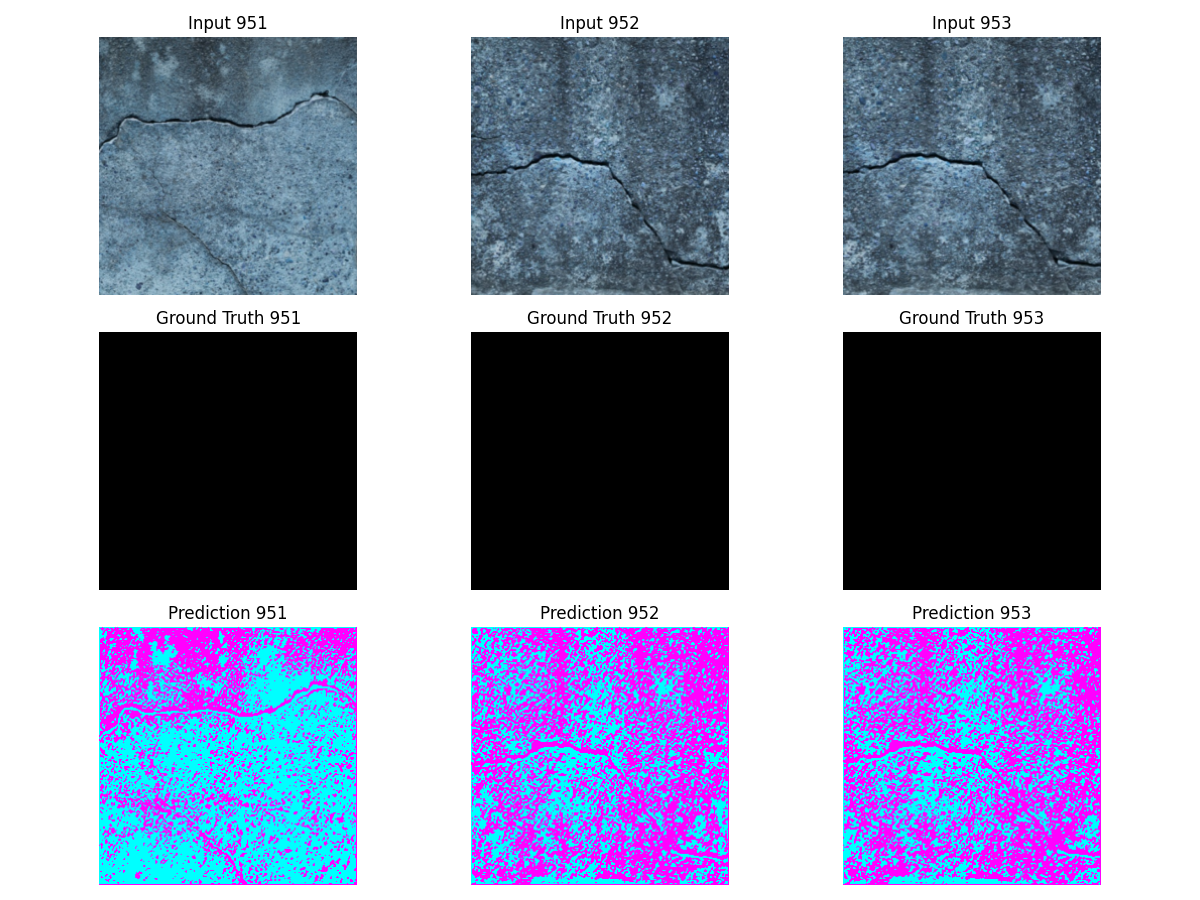 Input 951
Input 952
Input 953
Ground Truth 951
Ground Truth 952
Ground Truth 953
Prediction 951
Prediction 952
Prediction 953